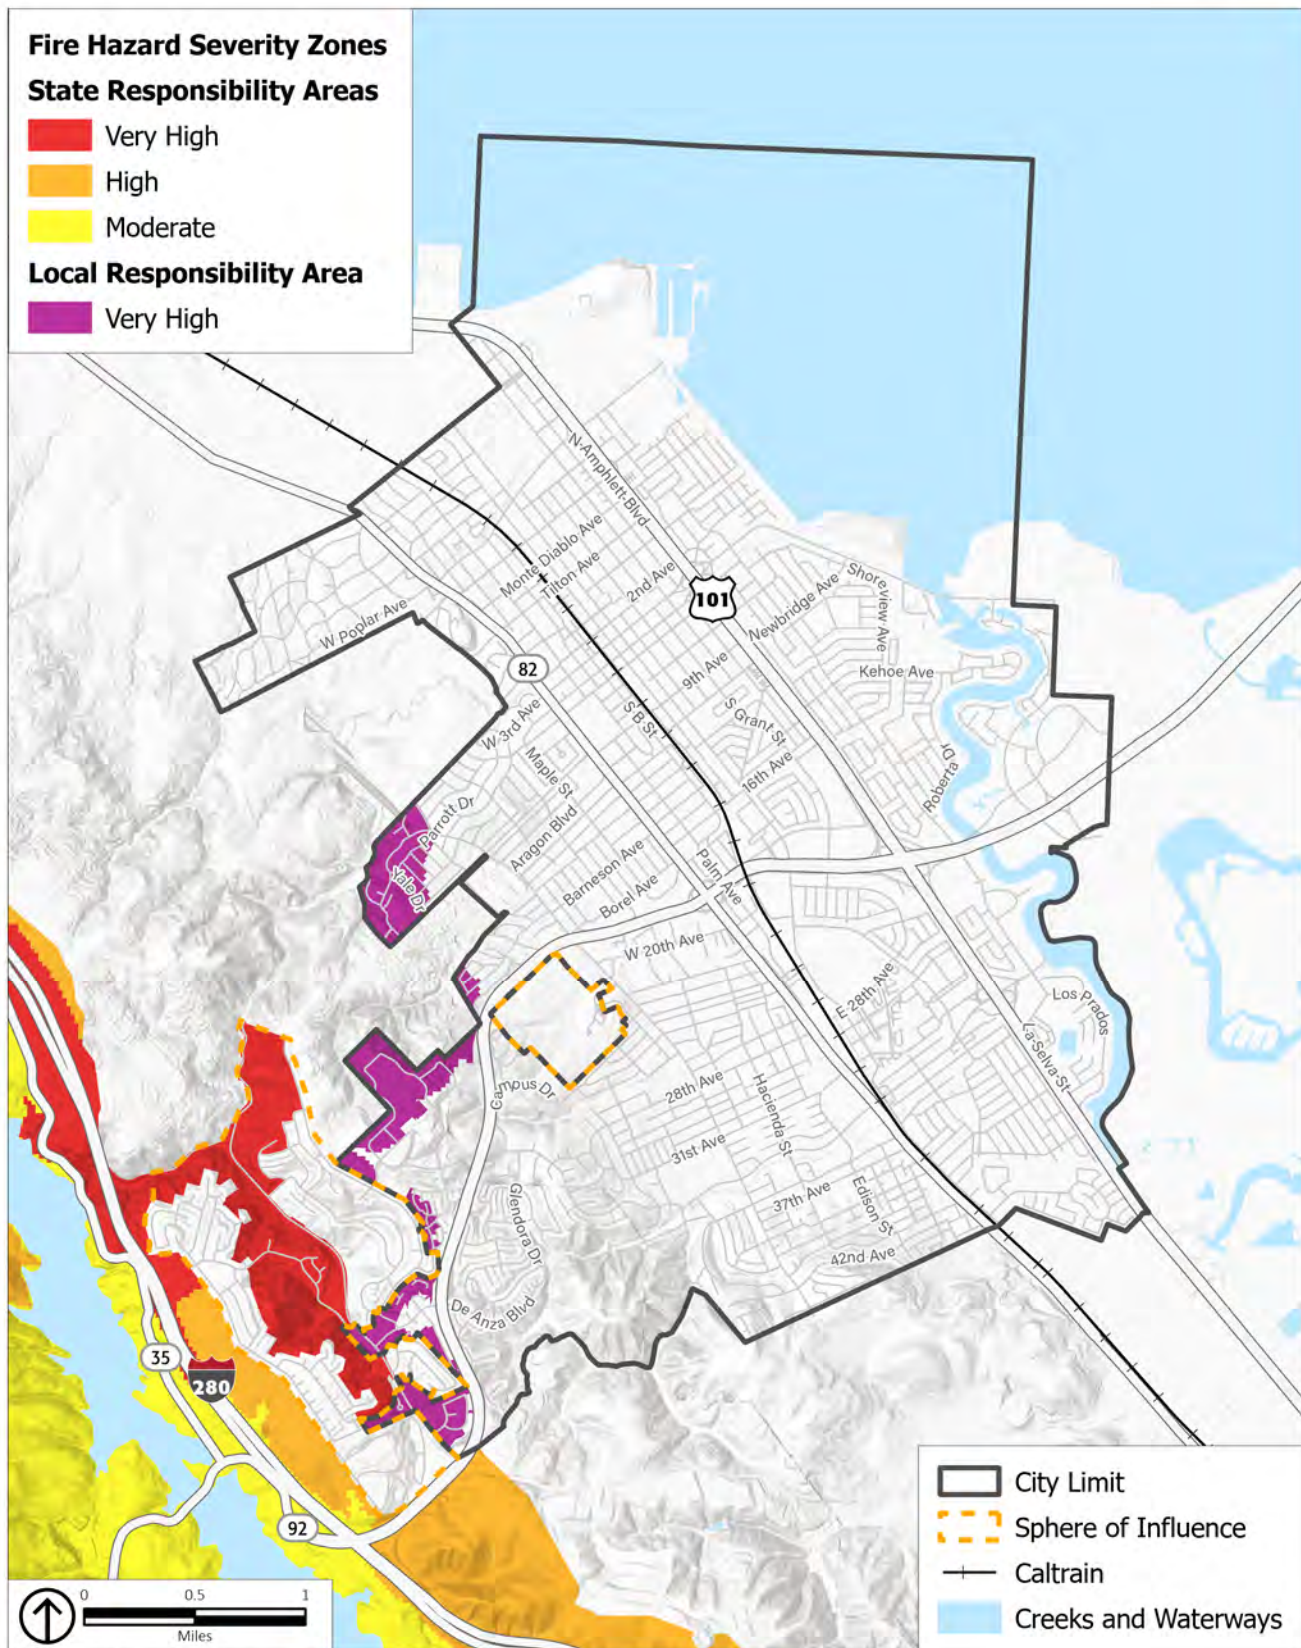 Fire Hazard Severity Zones
State Responsibility Areas
Very High
High
Moderate
Local Responsibility Area
Very High
N Amphlett Blvd
Monte Diablo Ave
Tilton Ave
2nd Ave
101
Shoreview Ave
Newbridge Ave
W Poplar Ave
82
9th Ave
Kehoe Ave
S B St
S Grant St
W 3rd Ave
Maple St
16th Ave
Roberta Dr
Parrott Dr
Aragon Blvd
Yale Dr
Barneson Ave
Palm Ave
Borel Ave
W 20th Ave
E 28th Ave
Los Prados
La Selva St
Campus Dr
28th Ave
Hacienda St
31st Ave
Glendora Dr
37th Ave
Edison St
42nd Ave
De Anza Blvd
35
280
92
City Limit
Sphere of Influence
Caltrain
Creeks and Waterways
0 0.5 1
Miles